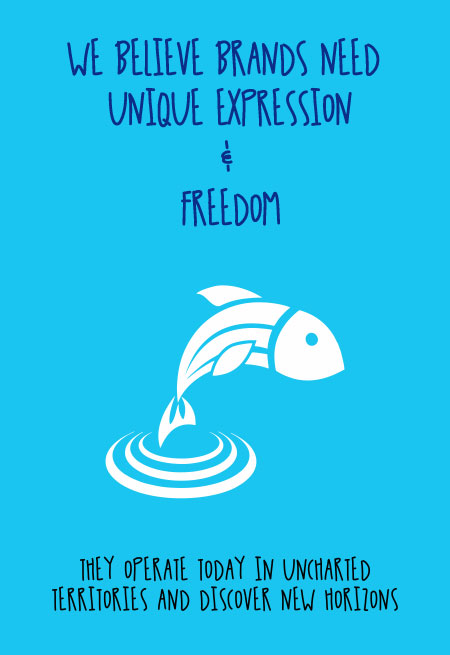 WE BELIEVE BRANDS NEED
UNIQUE EXPRESSION
&
FREEDOM
THEY OPERATE TODAY IN UNCHARTED
TERRITORIES AND DISCOVER NEW HORIZONS